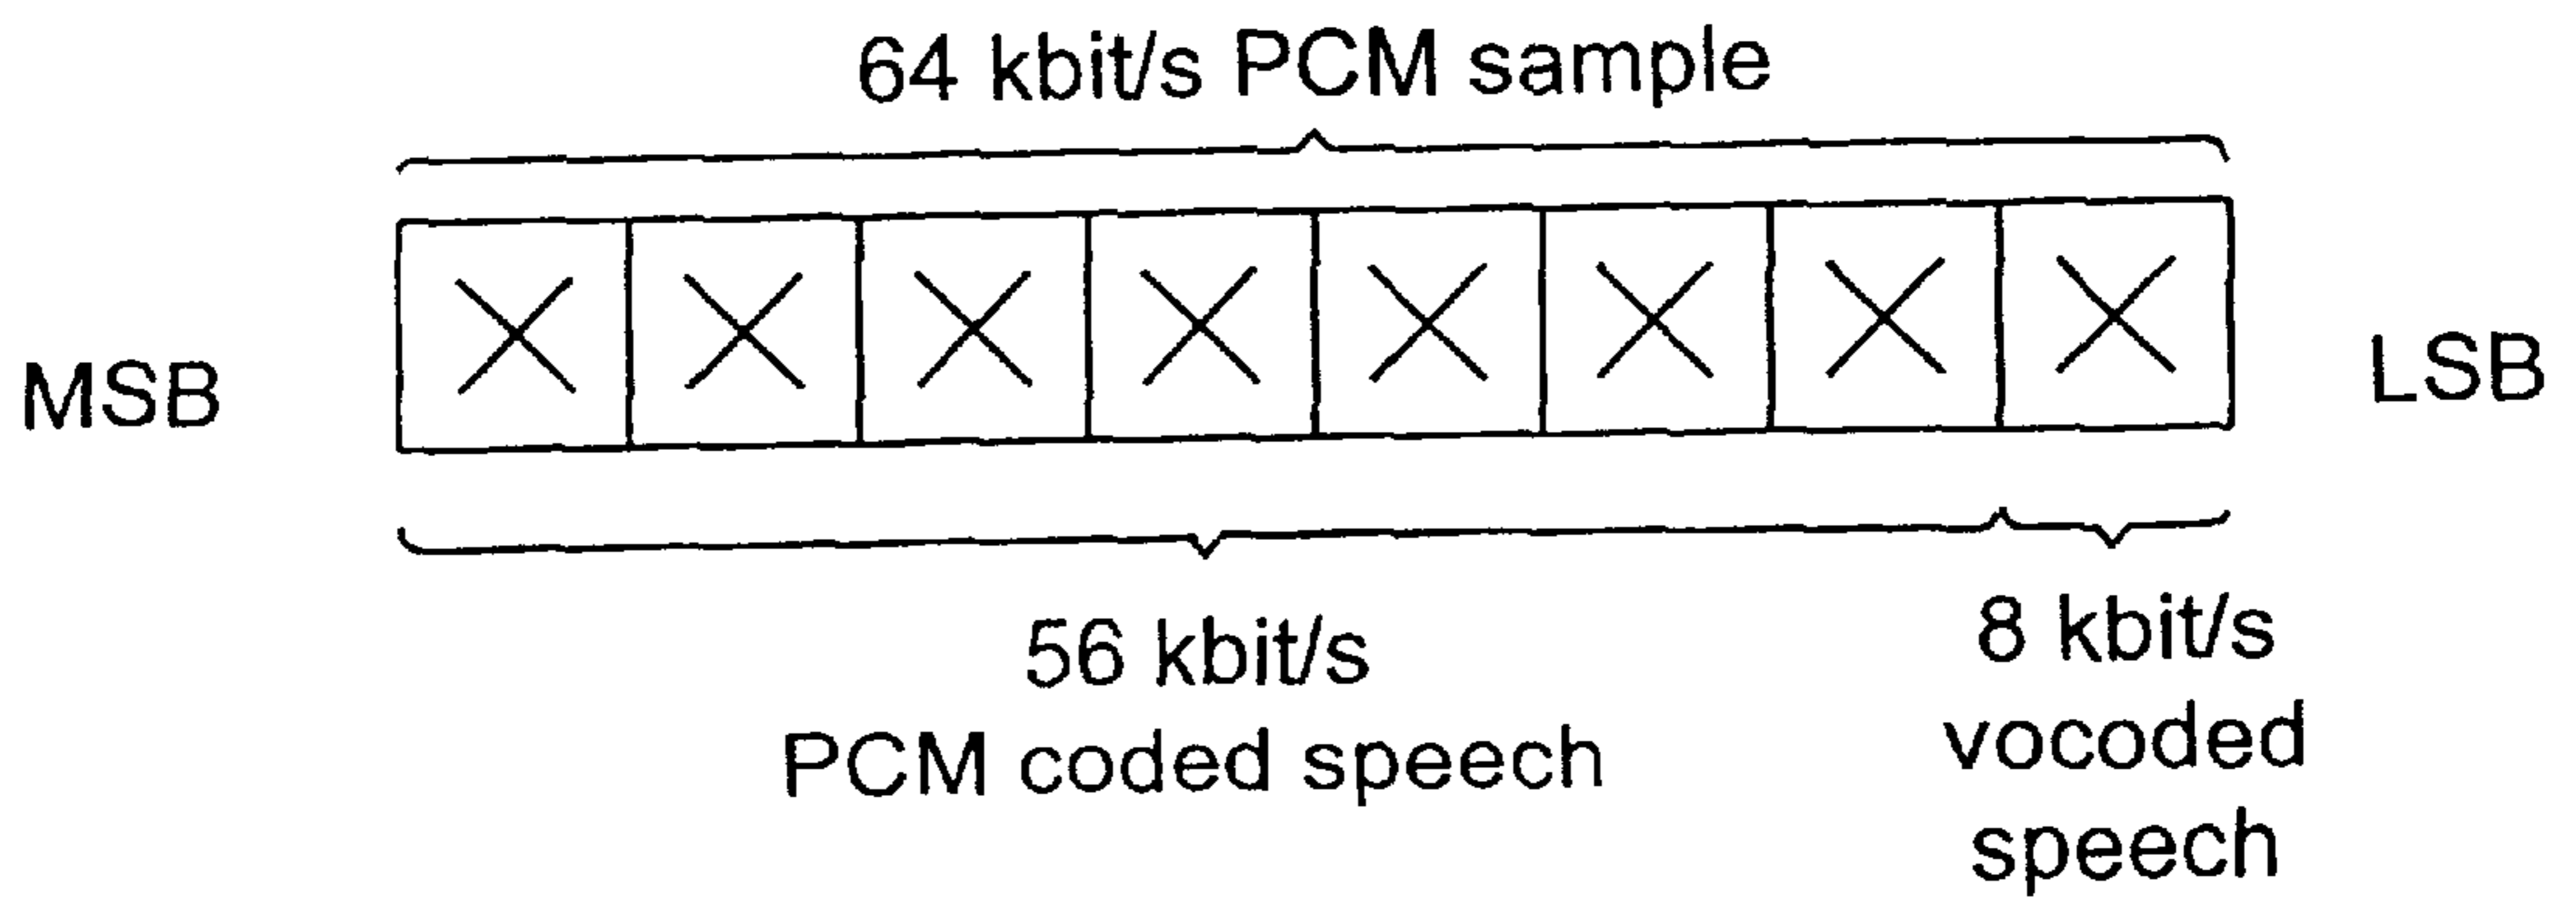 64 kbit/s PCM sample
MSB
LSB
56 kbit/s
PCM coded speech
8 kbit/s
vocoded
speech